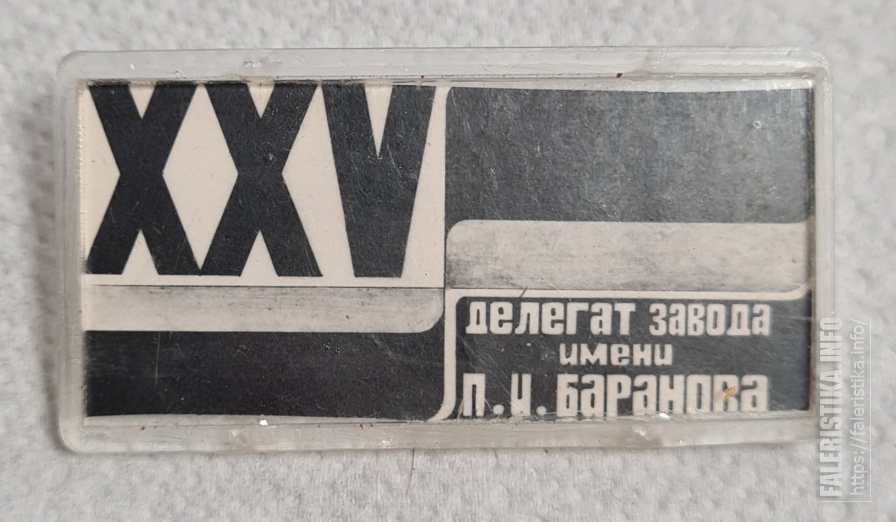 XXV
делегат завода
имени
П.И. Баранова
FALERISTIKA.INFO
https://faleristika.info/